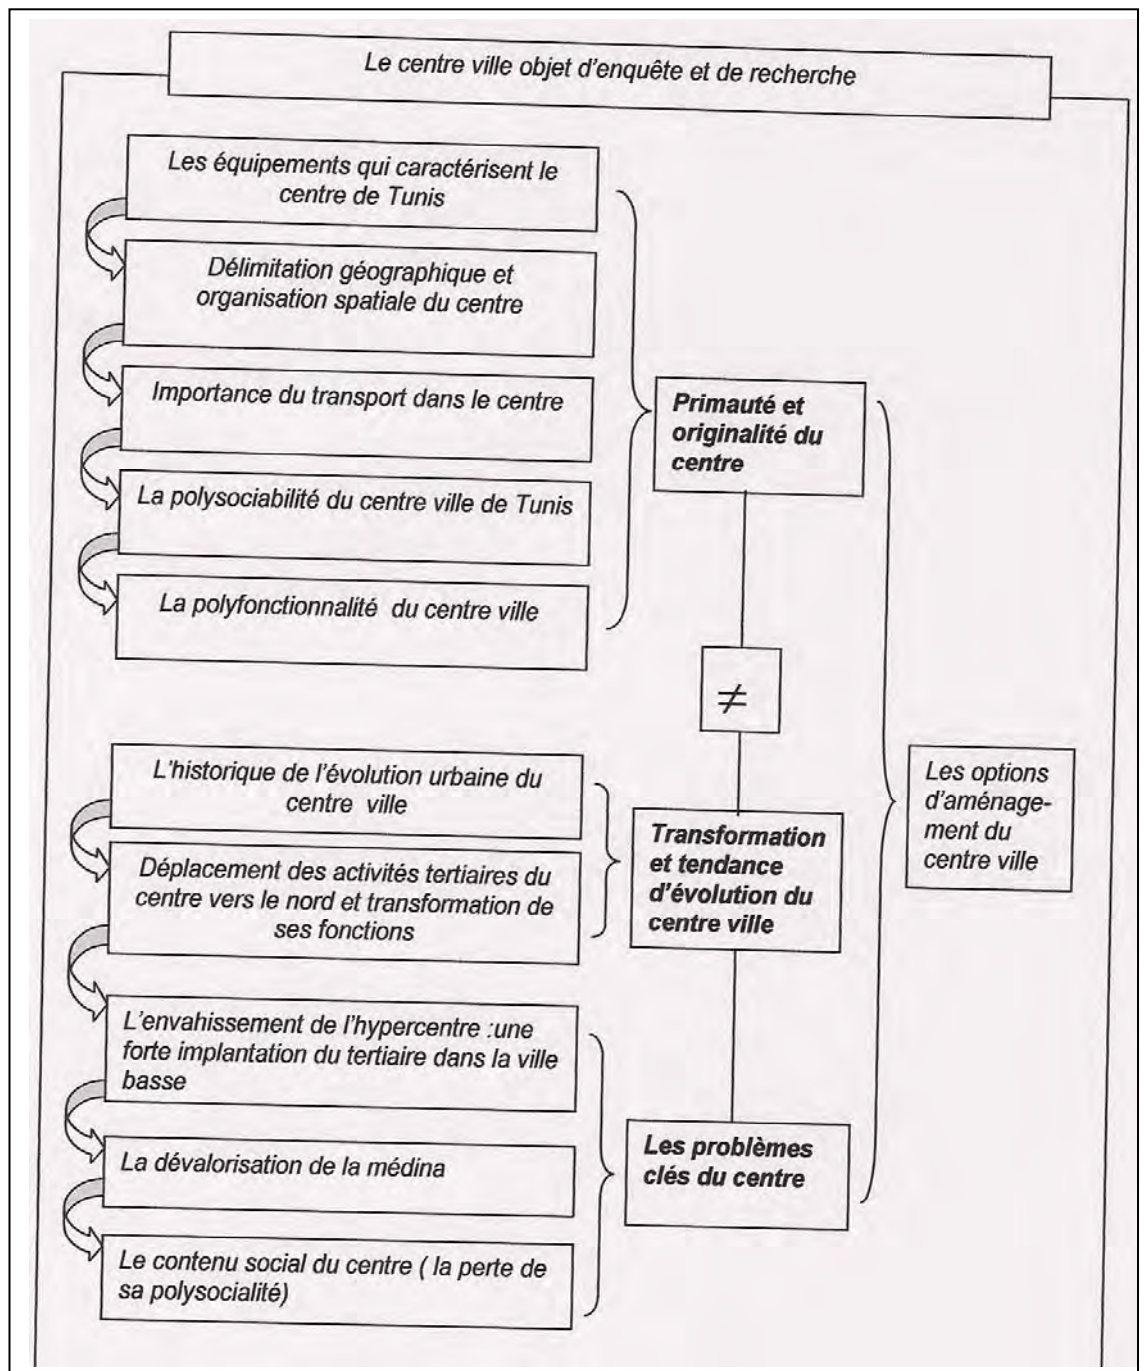 Le centre ville objet d'enquête et de recherche
Les équipements qui caractérisent le
centre de Tunis
Délimitation géographique et
organisation spatiale du centre
Importance du transport dans le centre
La polysociabilité du centre ville de Tunis
La polyfonctionnalité du centre ville
Primauté et
originalité du
centre
≠
L'historique de l'évolution urbaine du
centre ville
Déplacement des activités tertiaires du
centre vers le nord et transformation de
ses fonctions
Transformation
et tendance
d'évolution du
centre ville
L'envahissement de l'hypercentre :une
forte implantation du tertiaire dans la ville
basse
La dévalorisation de la médina
Le contenu social du centre ( la perte de
sa polysocialité)
Les problèmes
clés du centre
Les options
d'aménage-
ment du
centre ville